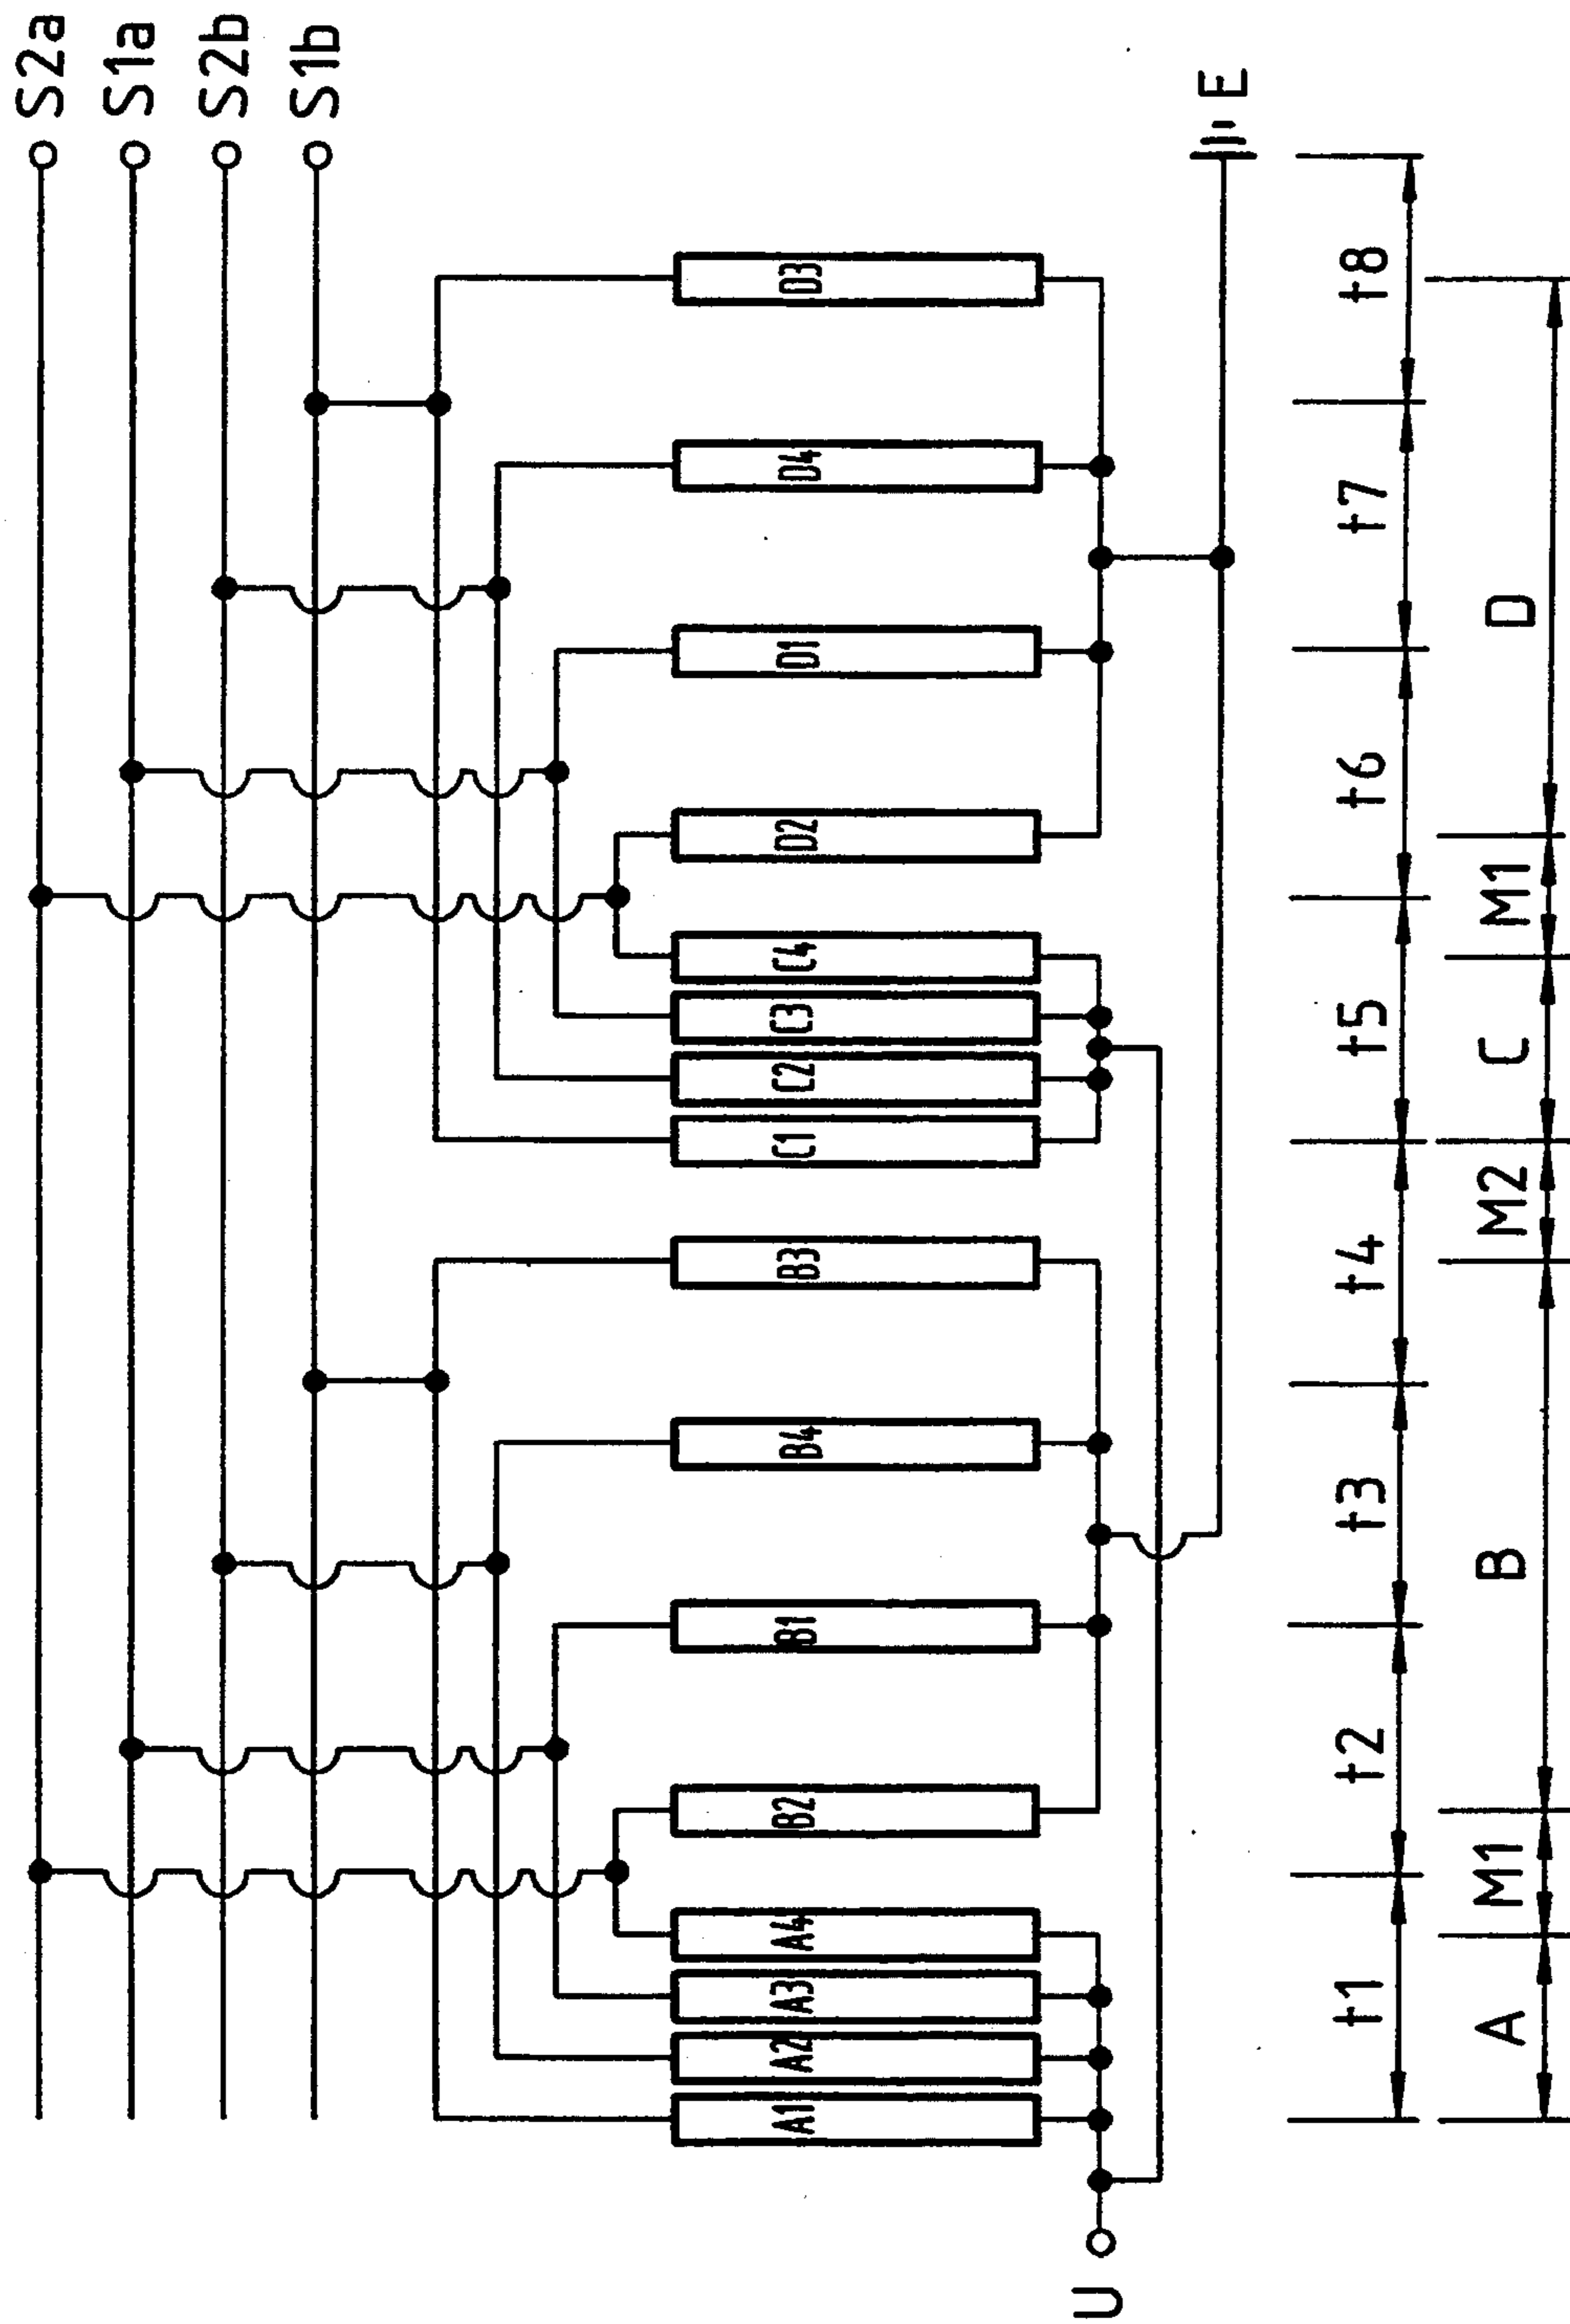 S2a
S1a
S2b
S1b
A1 A2 A3 A4 B2 B1 B4 B3 C1 C2 C3 C4 D2 D1 D4 D3
U
E
t1 t2 t3 t4 t5 t6 t7 t8
A M1 B M2 C M1 D